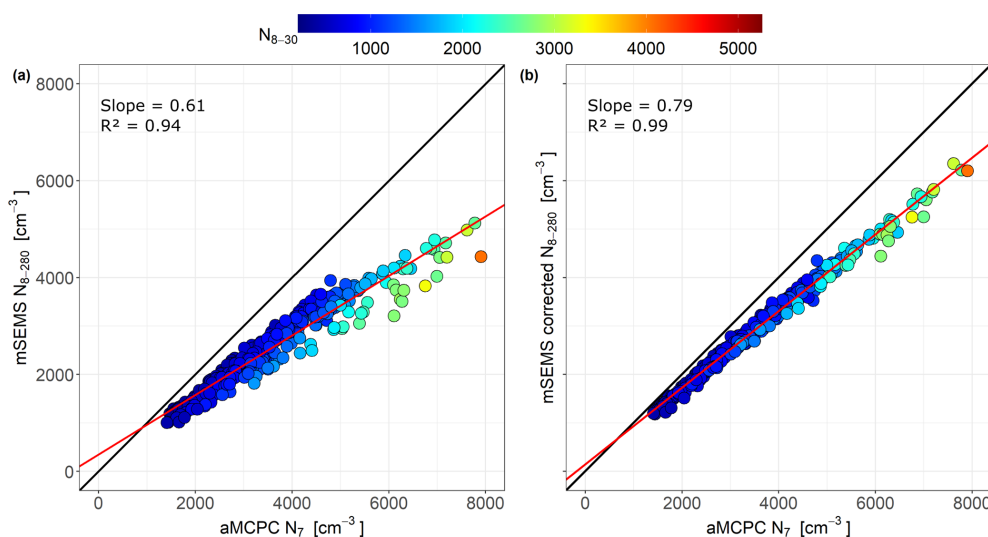 N₈₋₃₀
1000 2000 3000 4000 5000
(a)
Slope = 0.61
R² = 0.94
mSEMS N₈₋₂₈₀ [cm⁻³]
8000
6000
4000
2000
0
0 2000 4000 6000 8000
aMCPC N₇ [cm⁻³]
(b)
Slope = 0.79
R² = 0.99
mSEMS corrected N₈₋₂₈₀ [cm⁻³]
0 2000 4000 6000 8000
aMCPC N₇ [cm⁻³]